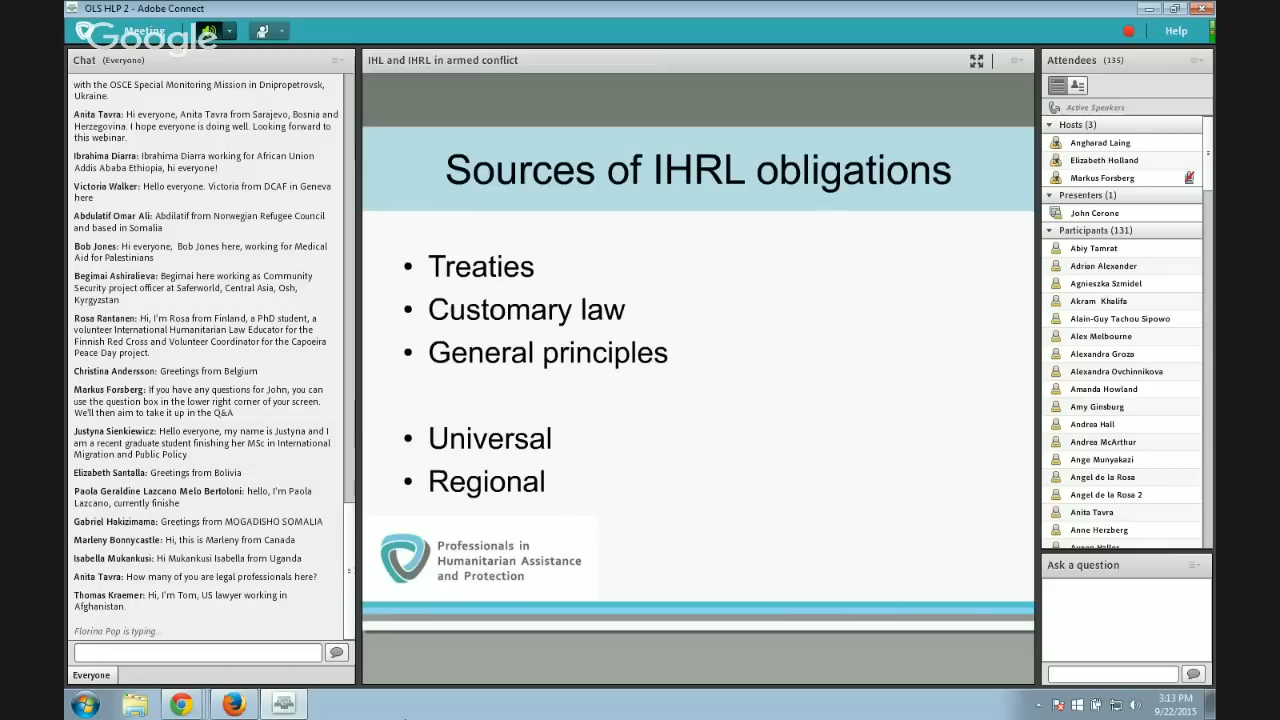 OLS HLP 2 - Adobe Connect
Meeting
Google
Help
Chat (Everyone)
with the OSCE Special Monitoring Mission in Dnipropetrovsk,
Ukraine.
Anita Tavra: Hi everyone, Anita Tavra from Sarajevo, Bosnia and
Herzegovina. I hope everyone is doing well. Looking forward to
this webinar.
Ibrahima Diarra: Ibrahima Diarra working for African Union
Addis Ababa Ethiopia, hi everyone!
Victoria Walker: Hello everyone. Victoria from DCAF in Geneva
here
Abdulatif Omar Ali: Abdilatif from Norwegian Refugee Council
and based in Somalia
Bob Jones: Hi everyone, Bob Jones here, working for Medical
Aid for Palestinians
Begimai Ashiralieva: Begimai here working as Community
Security project officer at Saferworld, Central Asia, Osh,
Kyrgyzstan
Rosa Rantanen: Hi, I'm Rosa from Finland, a PhD student, a
volunteer International Humanitarian Law Educator for the
Finnish Red Cross and Volunteer Coordinator for the Capoeira
Peace Day project.
Christina Andersson: Greetings from Belgium
Markus Forsberg: If you have any questions for John, you can
use the question box in the lower right corner of your screen.
We'll then aim to take it up in the Q&A
Justyna Sienkiewicz: Hello everyone, my name is Justyna and I
am a recent graduate student finishing her MSc in International
Migration and Public Policy
Elizabeth Santalla: Greetings from Bolivia
Paola Geraldine Lazcano Melo Bertoloni: hello, I'm Paola
Lazcano, currently finishe
Gabriel Hakizimama: Greetings from MOGADISHO SOMALIA
Marleny Bonnycastle: Hi, this is Marleny from Canada
Isabella Mukankusi: Hi Mukankusi Isabella from Uganda
Anita Tavra: How many of you are legal professionals here?
Thomas Kraemer: Hi, I'm Tom, US lawyer working in
Afghanistan.
Florina Pop is typing...
Everyone
IHL and IHRL in armed conflict
Sources of IHRL obligations
• Treaties
• Customary law
• General principles
• Universal
• Regional
Professionals in
Humanitarian Assistance
and Protection
Attendees (135)
Active Speakers
Hosts (3)
Angharad Laing
Elizabeth Holland
Markus Forsberg
Presenters (1)
John Cerone
Participants (131)
Abiy Tamrat
Adrian Alexander
Agnieszka Szmidel
Akram Khalifa
Alain-Guy Tachou Sipowo
Alex Melbourne
Alexandra Groza
Alexandra Ovchinnikova
Amanda Howland
Amy Ginsburg
Andrea Hall
Andrea McArthur
Ange Munyakazi
Angel de la Rosa
Angel de la Rosa 2
Anita Tavra
Anne Herzberg
Ask a question
3:13 PM
9/22/2015